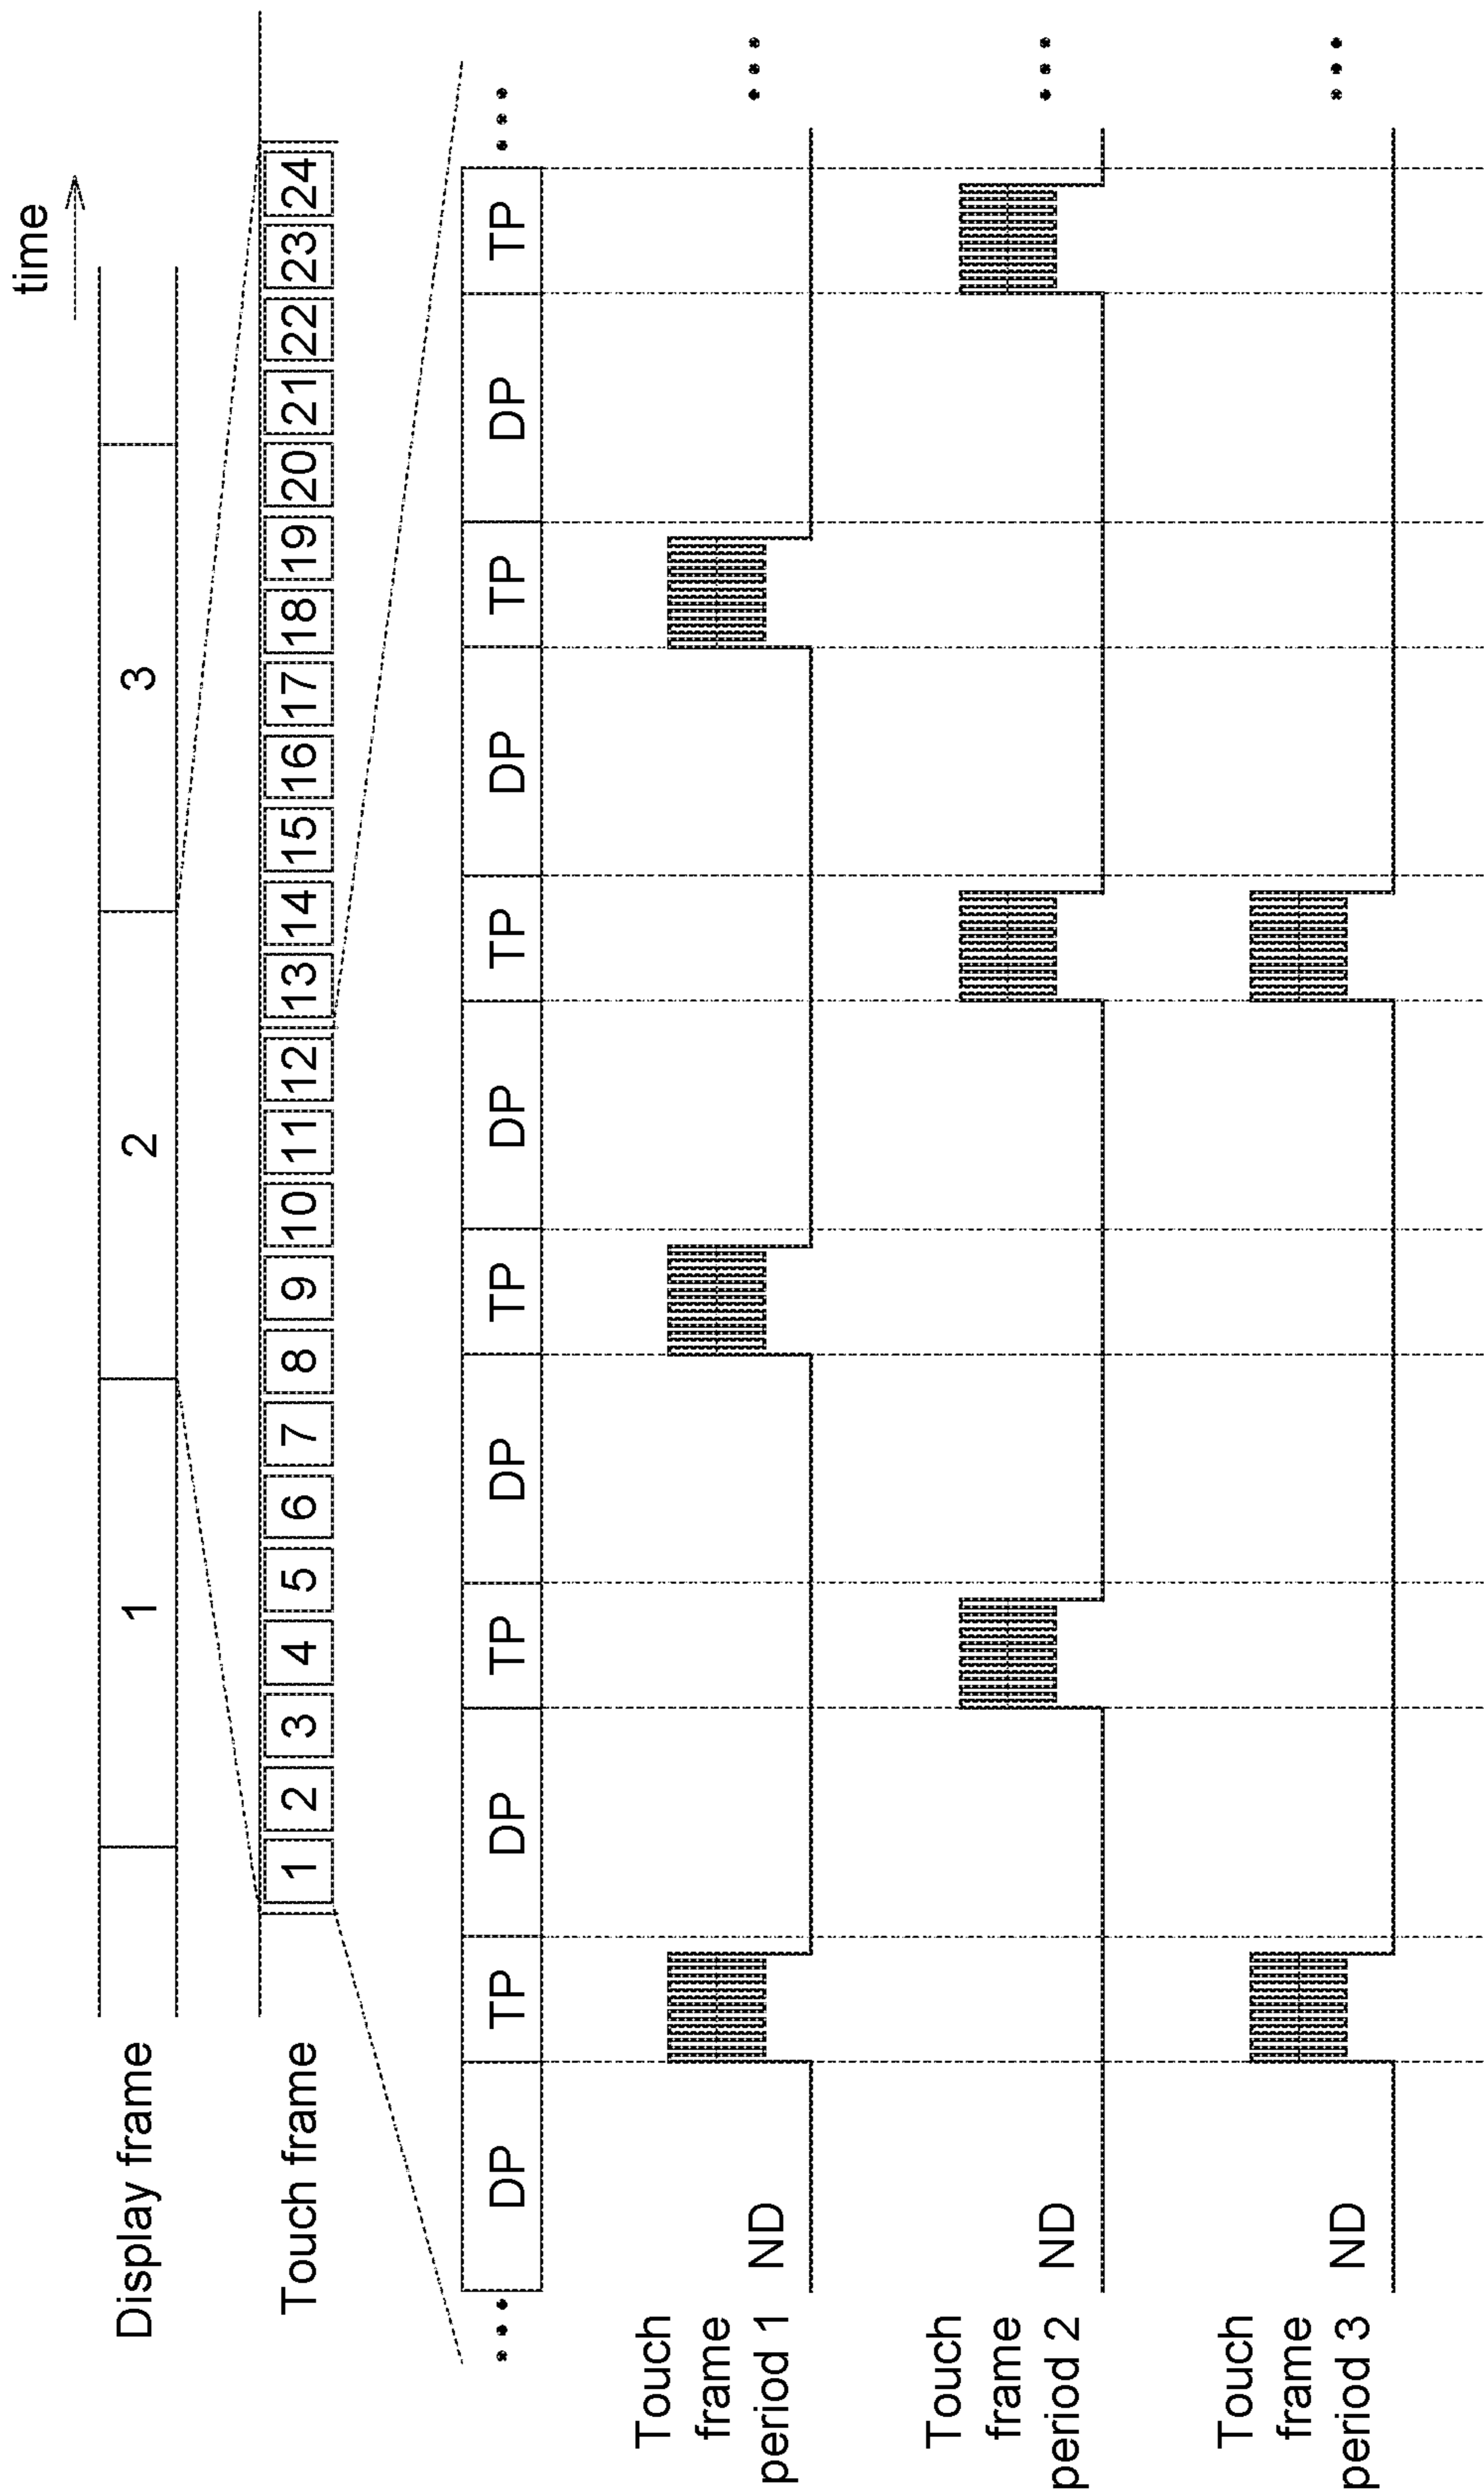 time
Display frame
1 2 3
Touch frame
1 2 3 4 5 6 7 8 9 10 11 12 13 14 15 16 17 18 19 20 21 22 23 24
DP TP DP TP DP TP DP TP DP TP DP TP
Touch
frame
period 1
ND
Touch
frame
period 2
ND
Touch
frame
period 3
ND